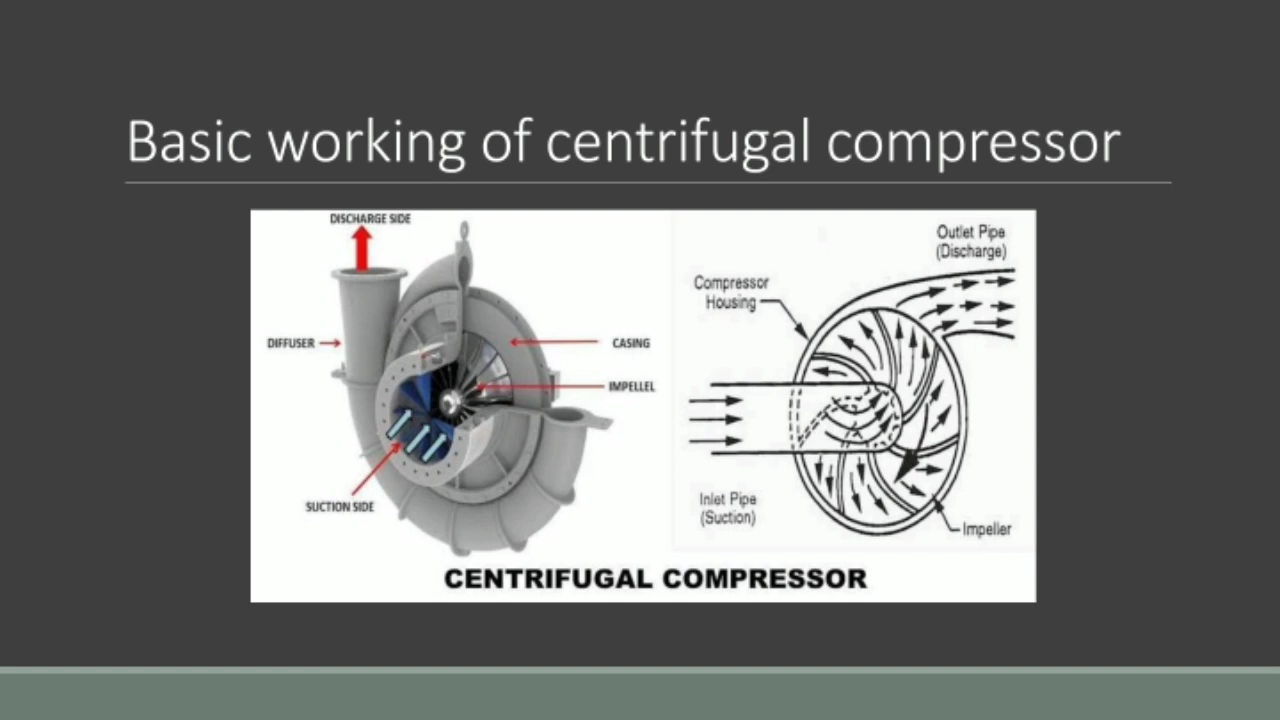 Basic working of centrifugal compressor
DISCHARGE SIDE
DIFFUSER
CASING
IMPELLEL
SUCTION SIDE
Outlet Pipe
(Discharge)
Compressor
Housing
Inlet Pipe
(Suction)
Impeller
CENTRIFUGAL COMPRESSOR